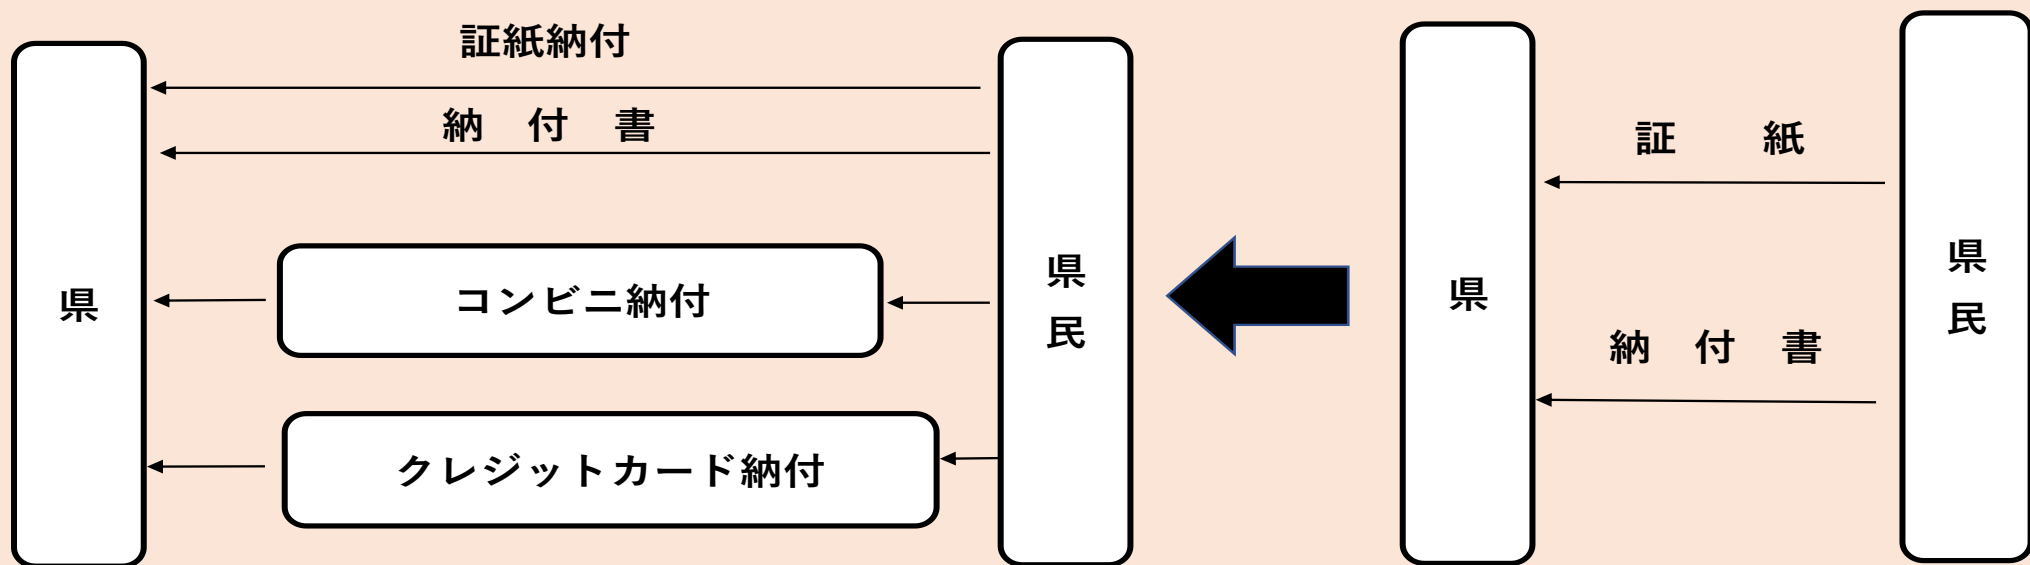 証紙納付
納　付　書
県
コンビニ納付
クレジットカード納付
県
民
県
証　　紙
納　付　書
県
民